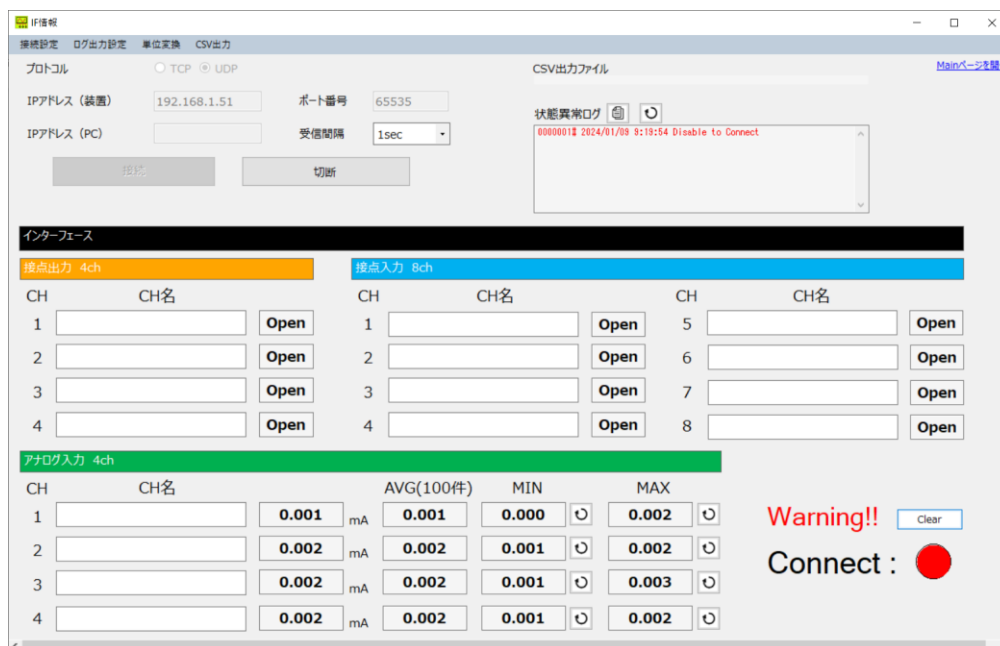 IF情報
接続設定 ログ出力設定 単位変換 CSV出力
プロトコル TCP UDP CSV出力ファイル Mainページを開
IPアドレス（装置） 192.168.1.51 ポート番号 65535
状態異常ログ
IPアドレス（PC） 受信間隔 1sec
00000001 2024/01/09 9:19:54 Disable to Connect
接続 切断
インターフェース
接点出力 4ch 接点入力 8ch
CH CH名 CH CH名 CH CH名
1 Open 1 Open 5 Open
2 Open 2 Open 6 Open
3 Open 3 Open 7 Open
4 Open 4 Open 8 Open
アナログ入力 4ch
CH CH名 AVG(100件) MIN MAX
1 0.001 mA 0.001 0.000 0.002
2 0.002 mA 0.002 0.001 0.002
3 0.002 mA 0.002 0.001 0.003
4 0.002 mA 0.002 0.001 0.002
Warning!! Clear
Connect :